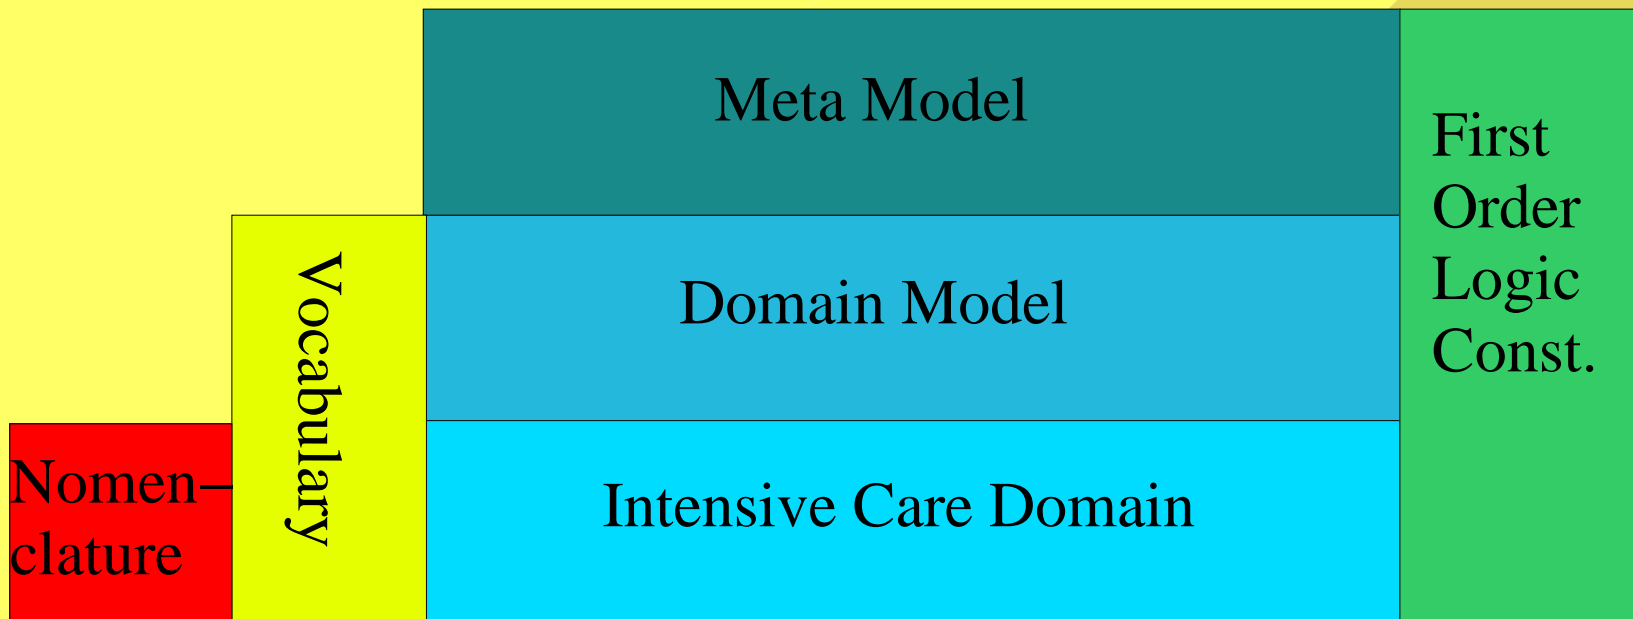 Meta Model
First
Order
Logic
Const.
Domain Model
Vocabulary
Intensive Care Domain
Nomen–
clature